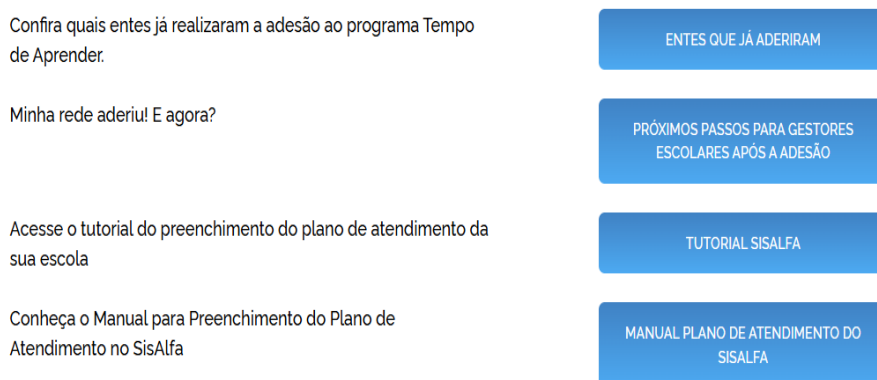 Confira quais entes já realizaram a adesão ao programa Tempo
de Aprender.
ENTES QUE JÁ ADERIRAM
Minha rede aderiu! E agora?
PRÓXIMOS PASSOS PARA GESTORES
ESCOLARES APÓS A ADESÃO
Acesse o tutorial do preenchimento do plano de atendimento da
sua escola
TUTORIAL SISALFA
Conheça o Manual para Preenchimento do Plano de
Atendimento no SisAlfa
MANUAL PLANO DE ATENDIMENTO DO
SISALFA